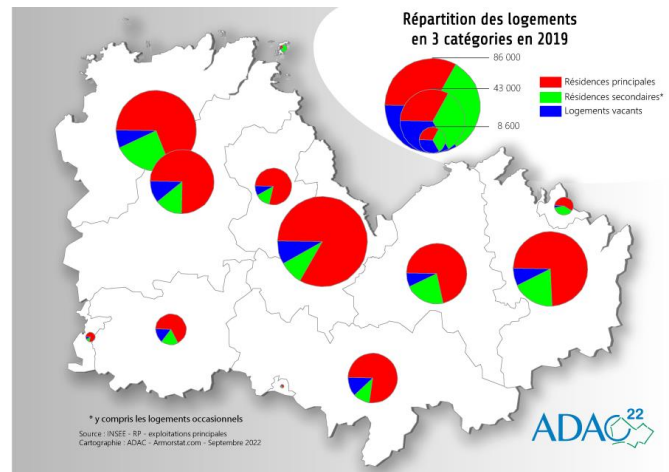 Répartition des logements
en 3 catégories en 2019
86 000
43 000
8 600
Résidences principales
Résidences secondaires*
Logements vacants
* y compris les logements occasionnels
Source : INSEE - RP - exploitations principales
Cartographie : ADAC - Armorstat.com - Septembre 2022
ADAC 22